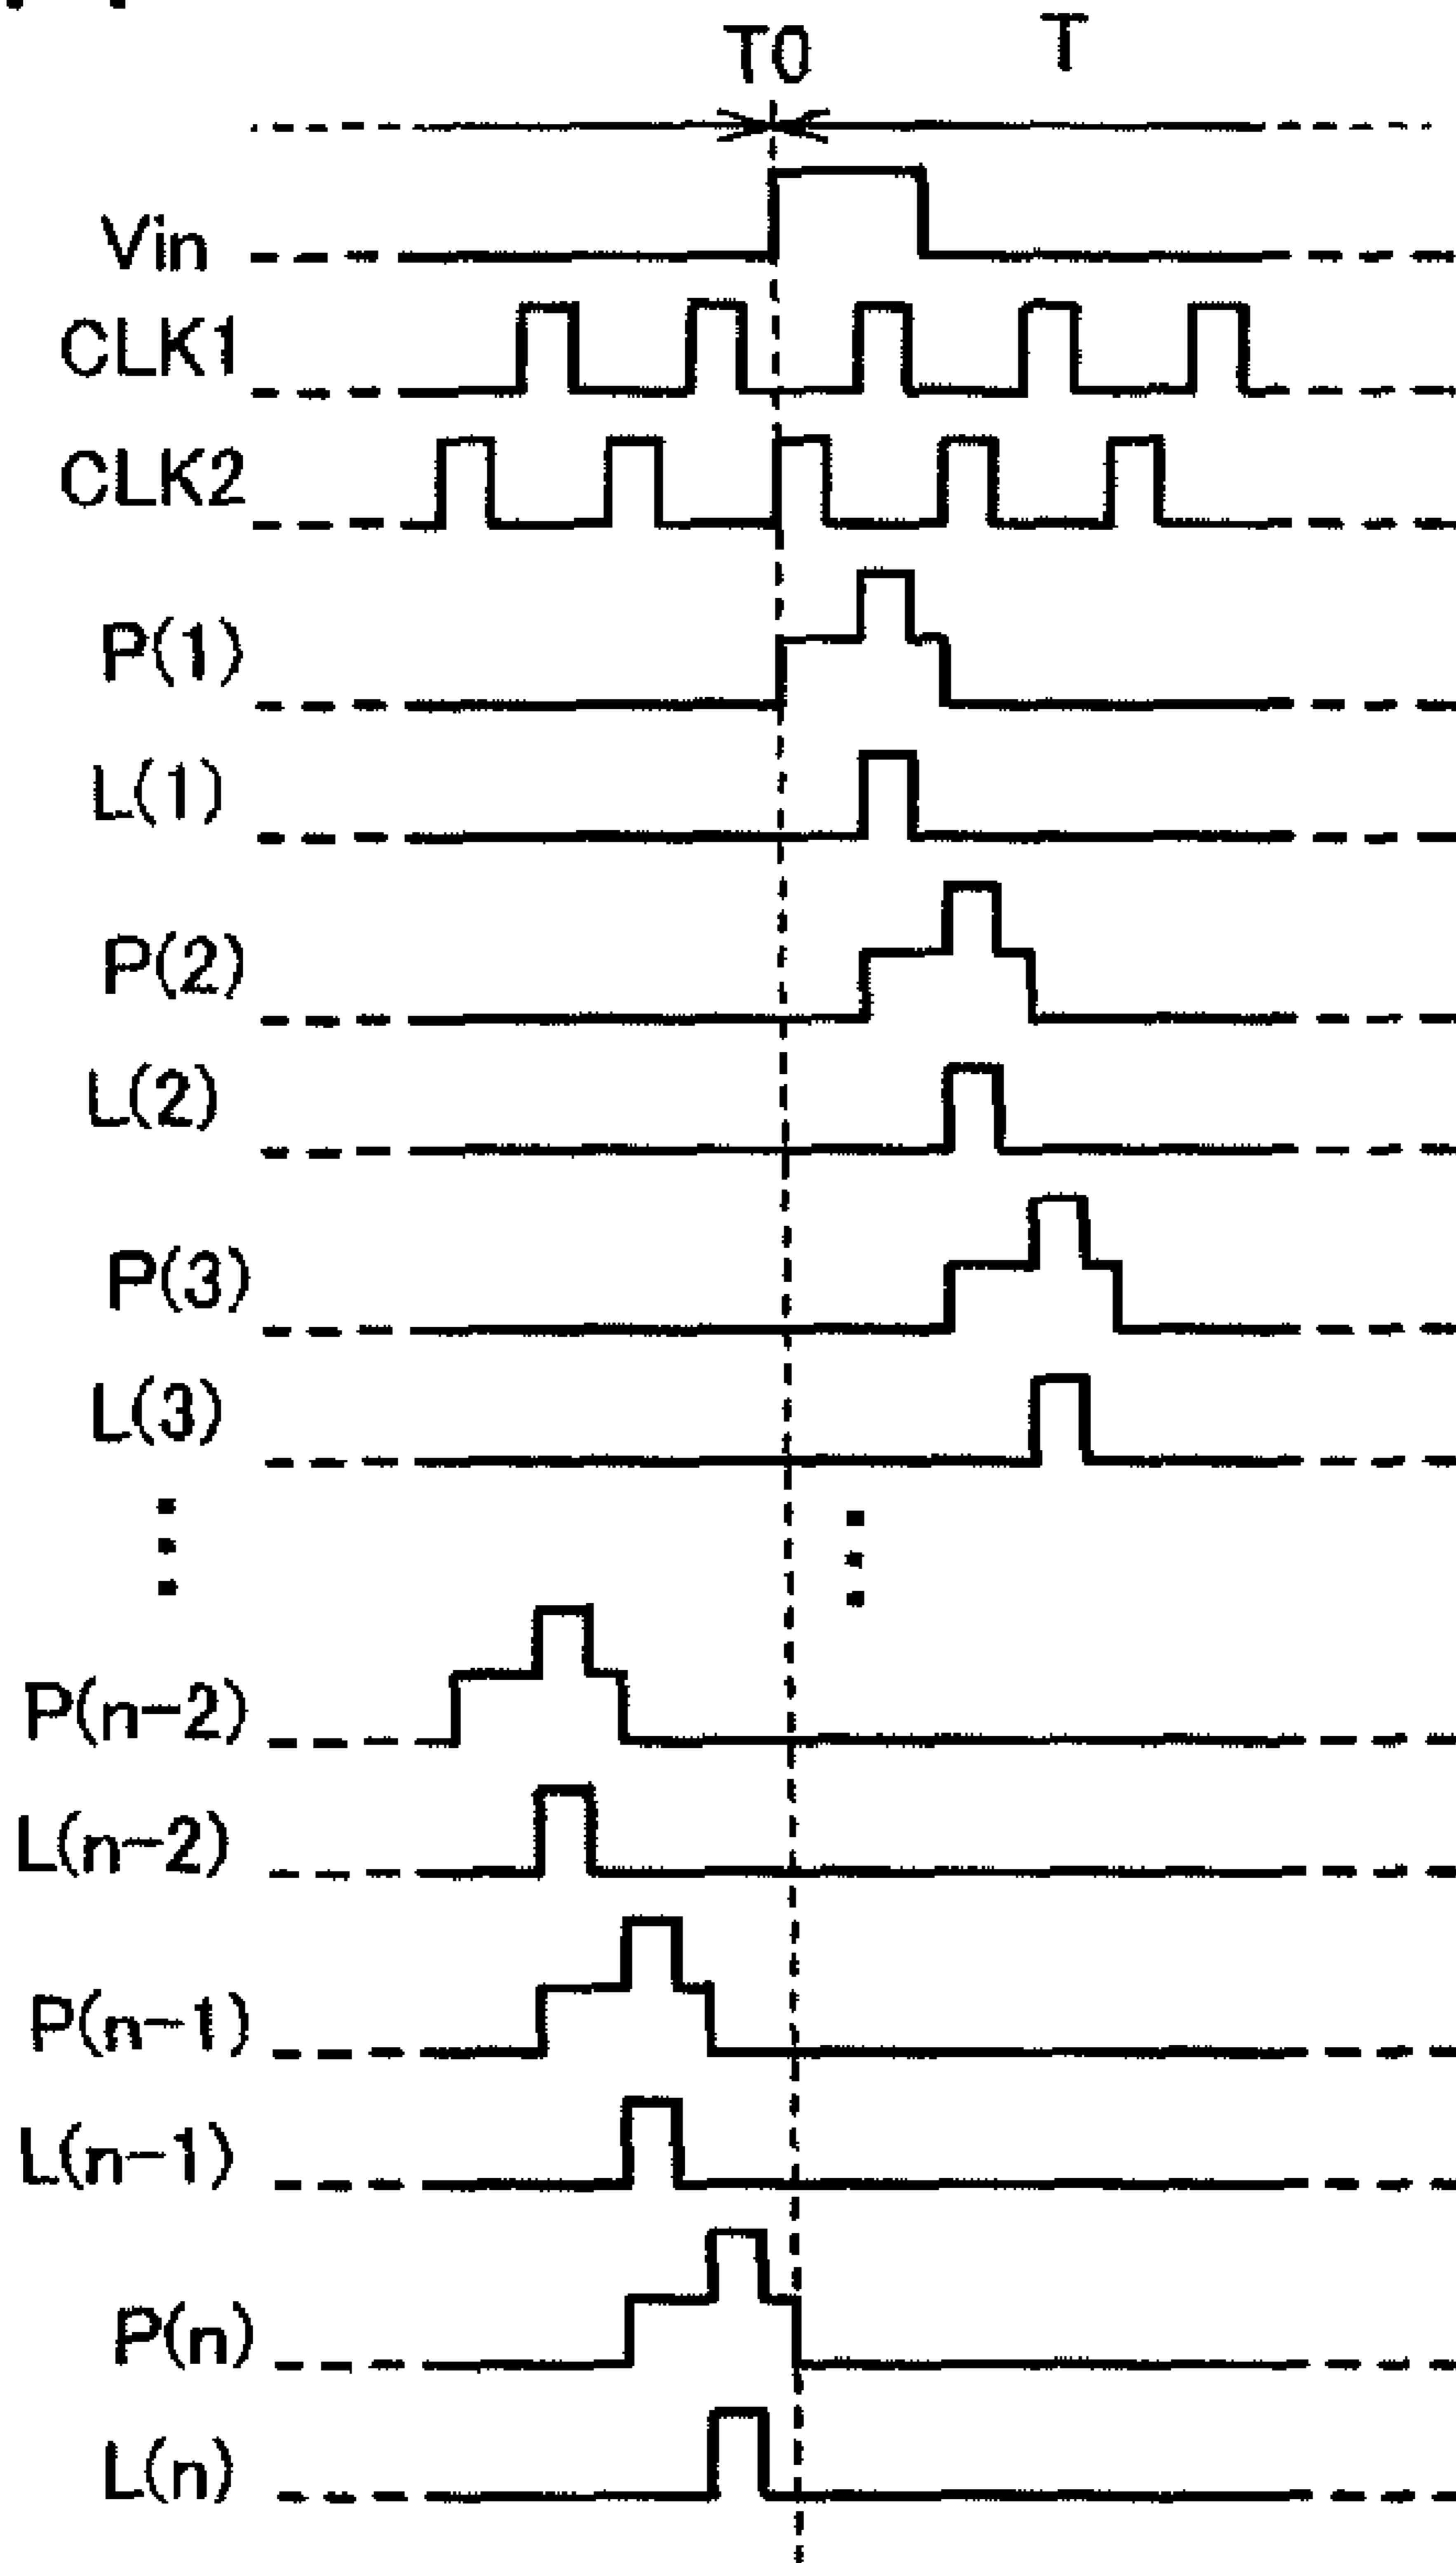 T0 T
Vin
CLK1
CLK2
P(1)
L(1)
P(2)
L(2)
P(3)
L(3)
P(n-2)
L(n-2)
P(n-1)
L(n-1)
P(n)
L(n)